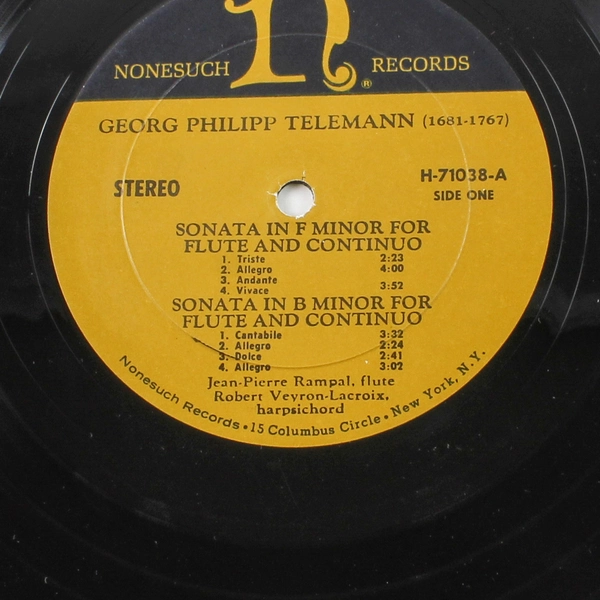 n®
NONESUCH RECORDS
GEORG PHILIPP TELEMANN (1681-1767)
STEREO
H-71038-A
SIDE ONE
SONATA IN F MINOR FOR
FLUTE AND CONTINUO
1. Triste 2:23
2. Allegro 4:00
3. Andante
4. Vivace 3:52
SONATA IN B MINOR FOR
FLUTE AND CONTINUO
1. Cantabile 3:32
2. Allegro 2:24
3. Dolce 2:41
4. Allegro 3:02
Jean-Pierre Rampal, flute
Robert Veyron-Lacroix,
harpsichord
Nonesuch Records • 15 Columbus Circle • New York, N.Y.